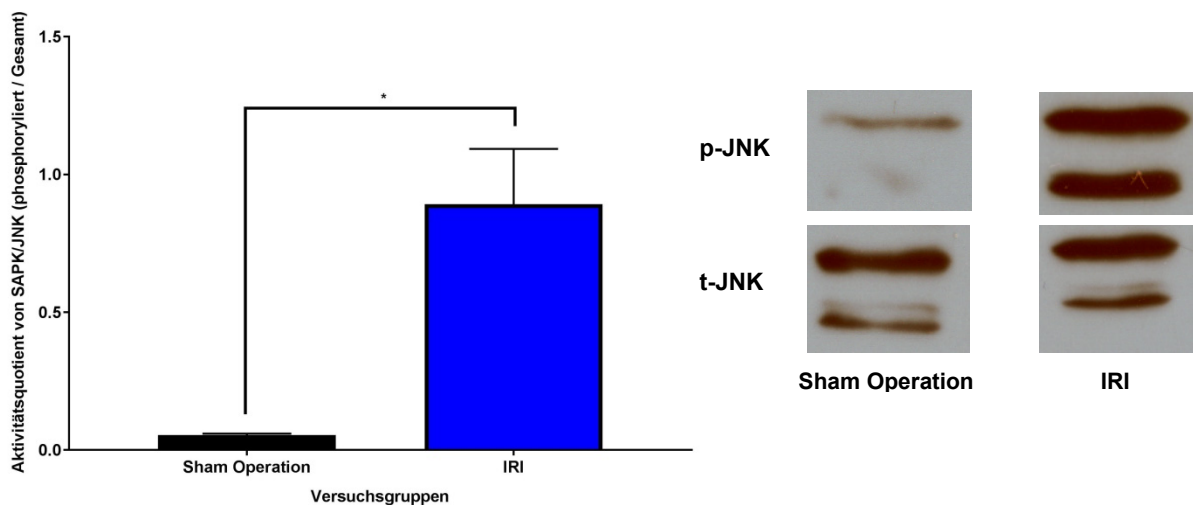 Aktivitätsquotient von SAPK/JNK (phosphoryliert / Gesamt)
1.5
1.0
0.5
0.0
*
Sham Operation
IRI
Versuchsgruppen
p-JNK
t-JNK
Sham Operation
IRI